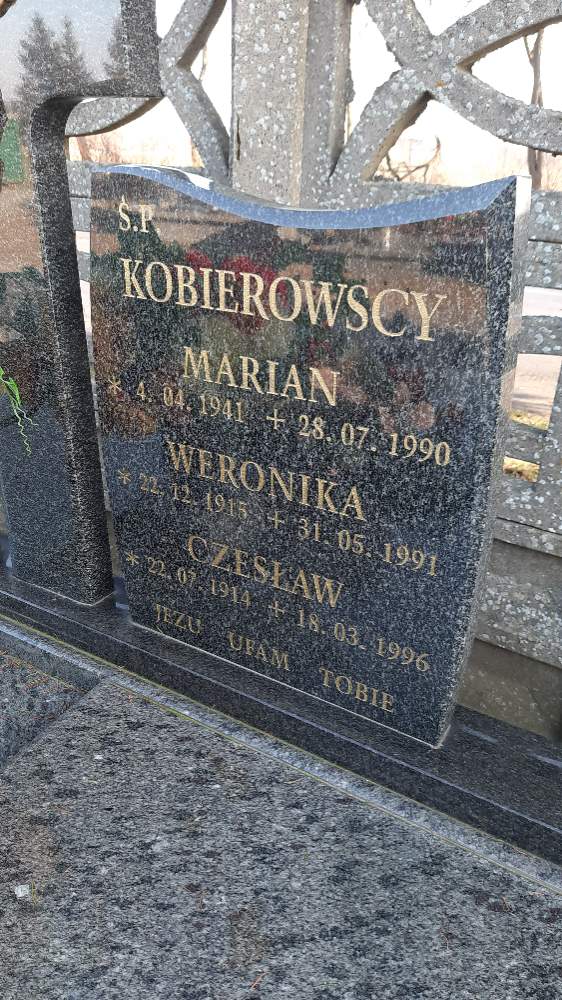 Ś.P
KOBIEROWSCY
MARIAN
* 4. 04. 1941 + 28. 07. 1990
WERONIKA
* 22. 12. 1915 + 31. 05. 1991
CZESŁAW
* 22. 07. 1914 + 18. 03. 1996
JEZU UFAM TOBIE